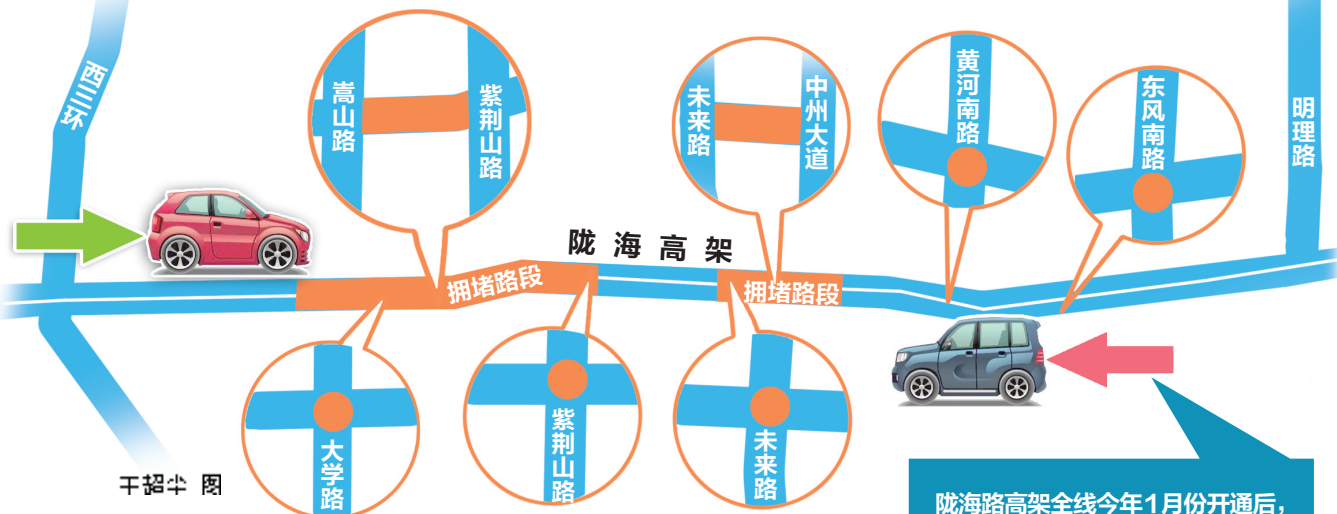 西三环
嵩山路
紫荆山路
未来路
中州大道
黄河南路
东风南路
明理路
陇海高架
拥堵路段
拥堵路段
大学路
紫荆山路
未来路
图
陇海路高架全线今年1月份开通后，